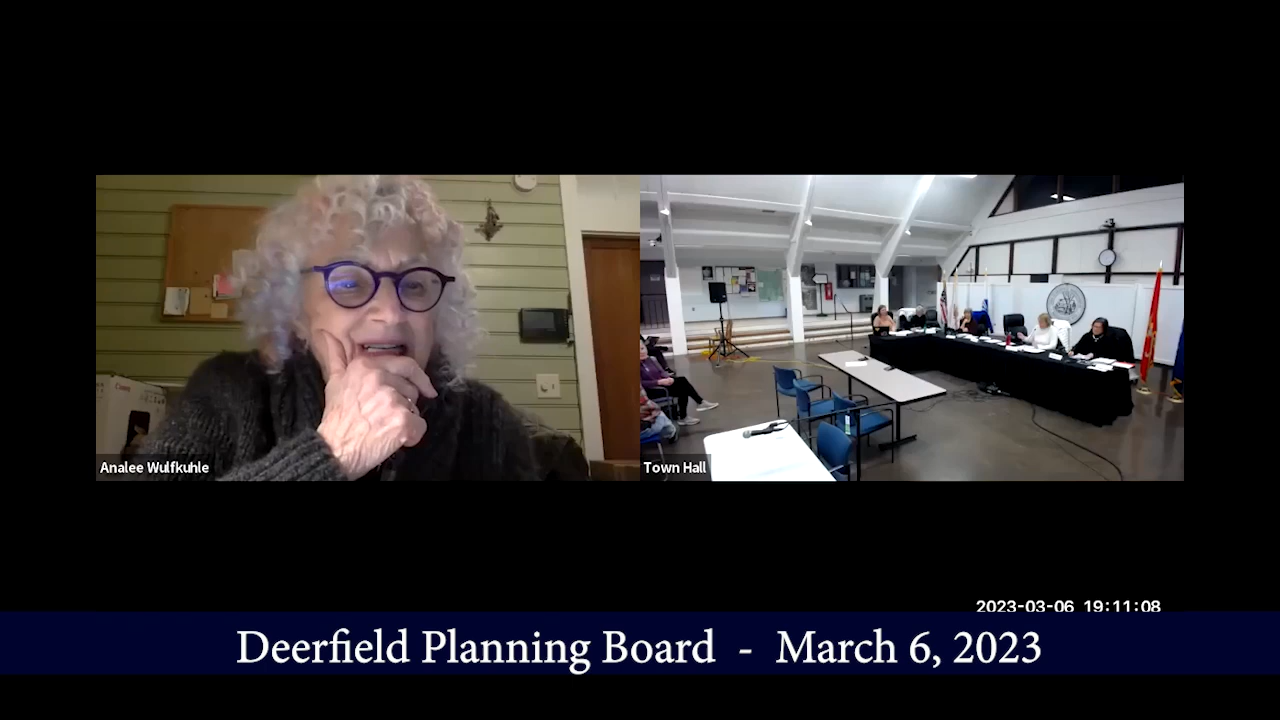 Analee Wulfkuhle
Town Hall
2023-03-06 19:11:08
Deerfield Planning Board - March 6, 2023